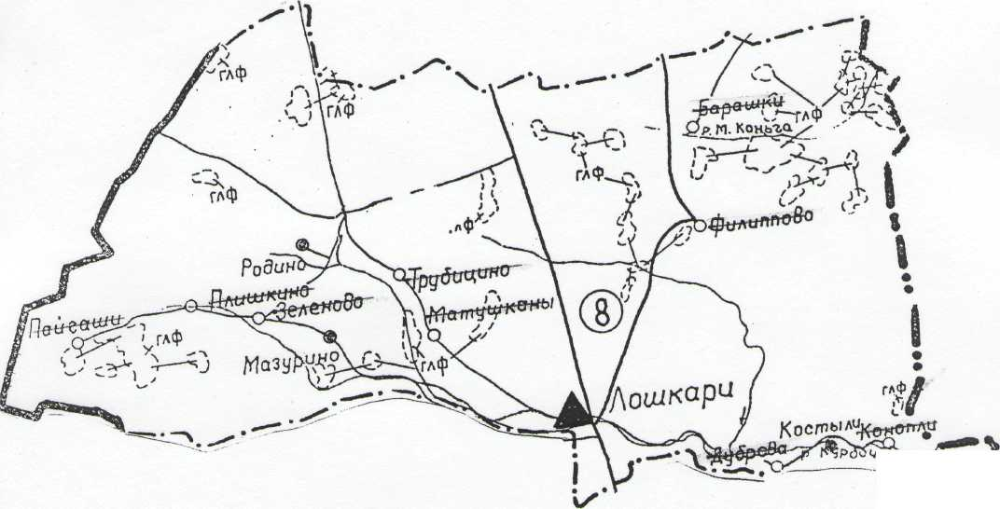 глф
глф
Барашки
глф
р. М. Коньга
глф
глф
глф
Филиппово
Родино
Трубицино
Плишкино
Зеленово
Матушканы
8
Пайгаши
глф
Мазурино
глф
Лошкари
глф
Костыли
Конопли
Дуброва
р